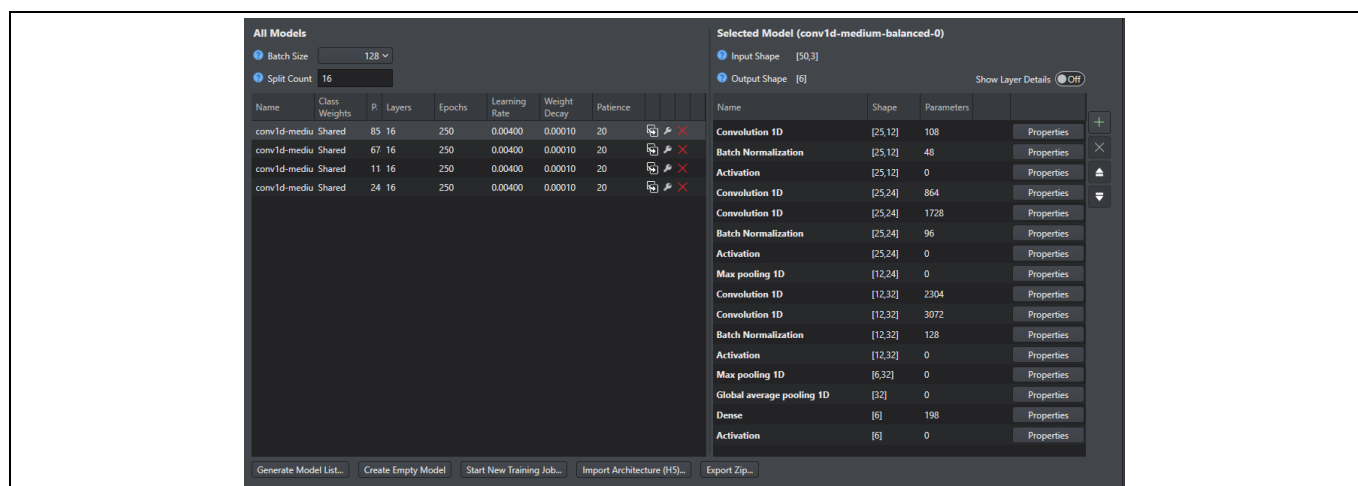 All Models
Batch Size 128
Split Count 16
Name Class Weights P. Layers Epochs Learning Rate Weight Decay Patience
conv1d-mediu Shared 85 16 250 0.00400 0.00010 20
conv1d-mediu Shared 67 16 250 0.00400 0.00010 20
conv1d-mediu Shared 11 16 250 0.00400 0.00010 20
conv1d-mediu Shared 24 16 250 0.00400 0.00010 20
Generate Model List... Create Empty Model Start New Training Job... Import Architecture (H5)... Export Zip...
Selected Model (conv1d-medium-balanced-0)
Input Shape [50,3]
Output Shape [6] Show Layer Details Off
Name Shape Parameters
Convolution 1D [25,12] 108 Properties
Batch Normalization [25,12] 48 Properties
Activation [25,12] 0 Properties
Convolution 1D [25,24] 864 Properties
Convolution 1D [25,24] 1728 Properties
Batch Normalization [25,24] 96 Properties
Activation [25,24] 0 Properties
Max pooling 1D [12,24] 0 Properties
Convolution 1D [12,32] 2304 Properties
Convolution 1D [12,32] 3072 Properties
Batch Normalization [12,32] 128 Properties
Activation [12,32] 0 Properties
Max pooling 1D [6,32] 0 Properties
Global average pooling 1D [32] 0 Properties
Dense [6] 198 Properties
Activation [6] 0 Properties